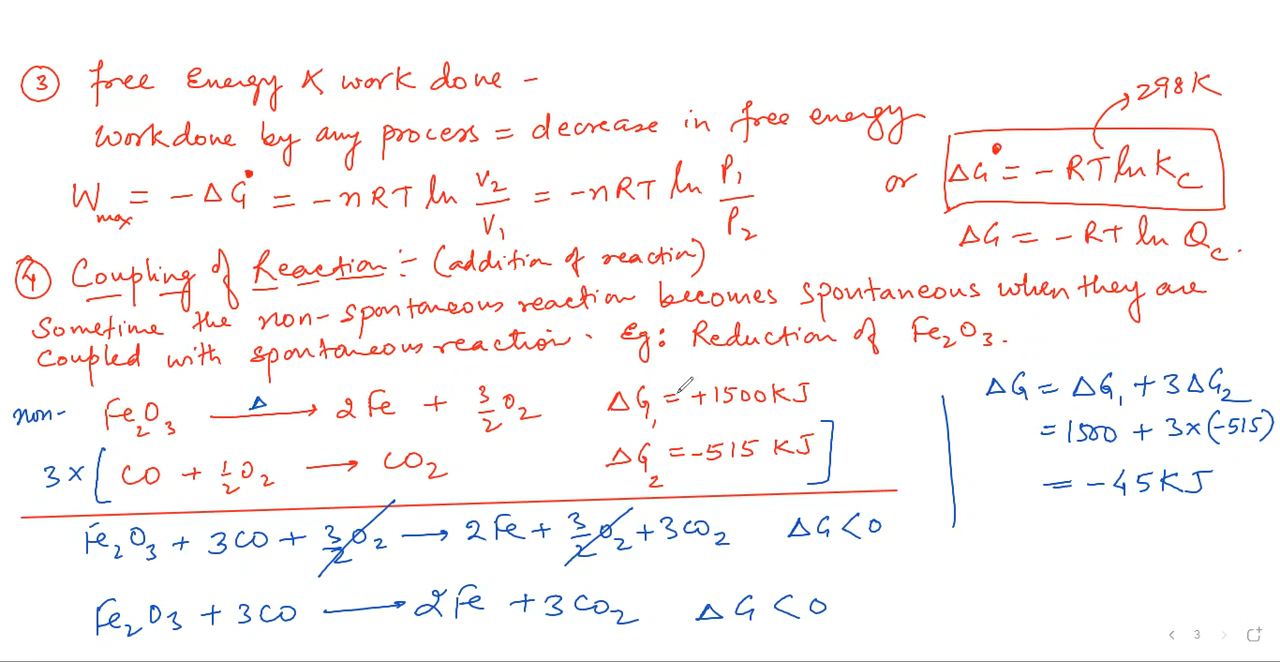 ③ free Energy & work done -
workdone by any process = decrease in free energy
W max = - ΔG° = - nRT ln V₂/V₁ = - nRT ln P₁/P₂
or ΔG° = - RT ln Kc → 298K
ΔG = - RT ln Qc.
④ Coupling of Reaction :- (addition of reaction)
Sometime the non-spontaneous reaction becomes spontaneous when they are
coupled with spontaneous reaction. Eg: Reduction of Fe₂O₃.
non- Fe₂O₃ —Δ→ 2Fe + 3/2 O₂ ΔG₁ = +1500KJ
3 × [ CO + 1/2 O₂ → CO₂ ΔG₂ = -515 KJ ]
Fe₂O₃ + 3CO + 3/2 O₂ → 2Fe + 3/2 O₂ + 3CO₂ ΔG < 0
Fe₂O₃ + 3CO → 2Fe + 3CO₂ ΔG < 0
ΔG = ΔG₁ + 3ΔG₂
= 1500 + 3×(-515)
= -45KJ
< 3 >